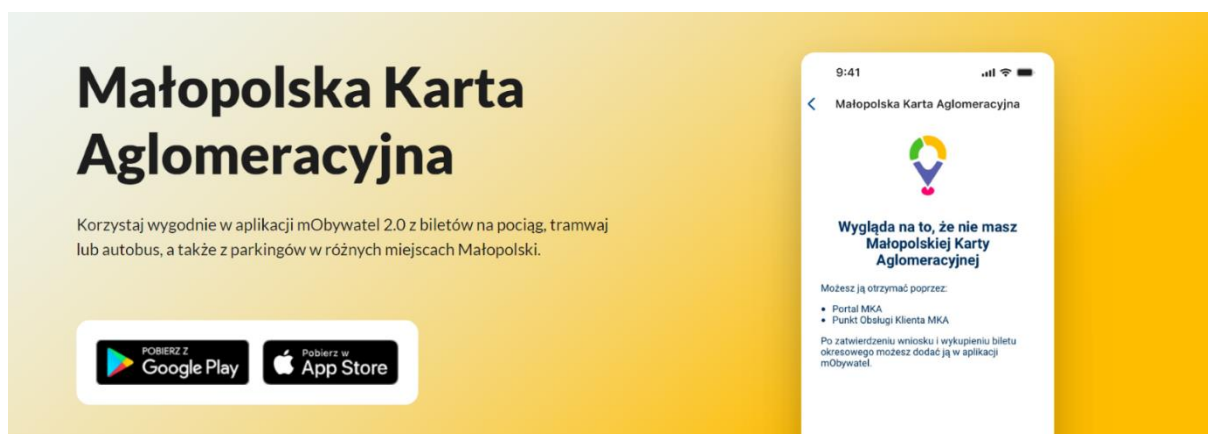 Małopolska Karta
Aglomeracyjna
Korzystaj wygodnie w aplikacji mObywatel 2.0 z biletów na pociąg, tramwaj
lub autobus, a także z parkingów w różnych miejscach Małopolski.
POBIERZ Z
Google Play
Pobierz w
App Store
9:41
Małopolska Karta Aglomeracyjna
Wygląda na to, że nie masz
Małopolskiej Karty
Aglomeracyjnej
Możesz ją otrzymać poprzez:
• Portal MKA
• Punkt Obsługi Klienta MKA
Po zatwierdzeniu wniosku i wykupieniu biletu
okresowego możesz dodać ją w aplikacji
mObywatel.